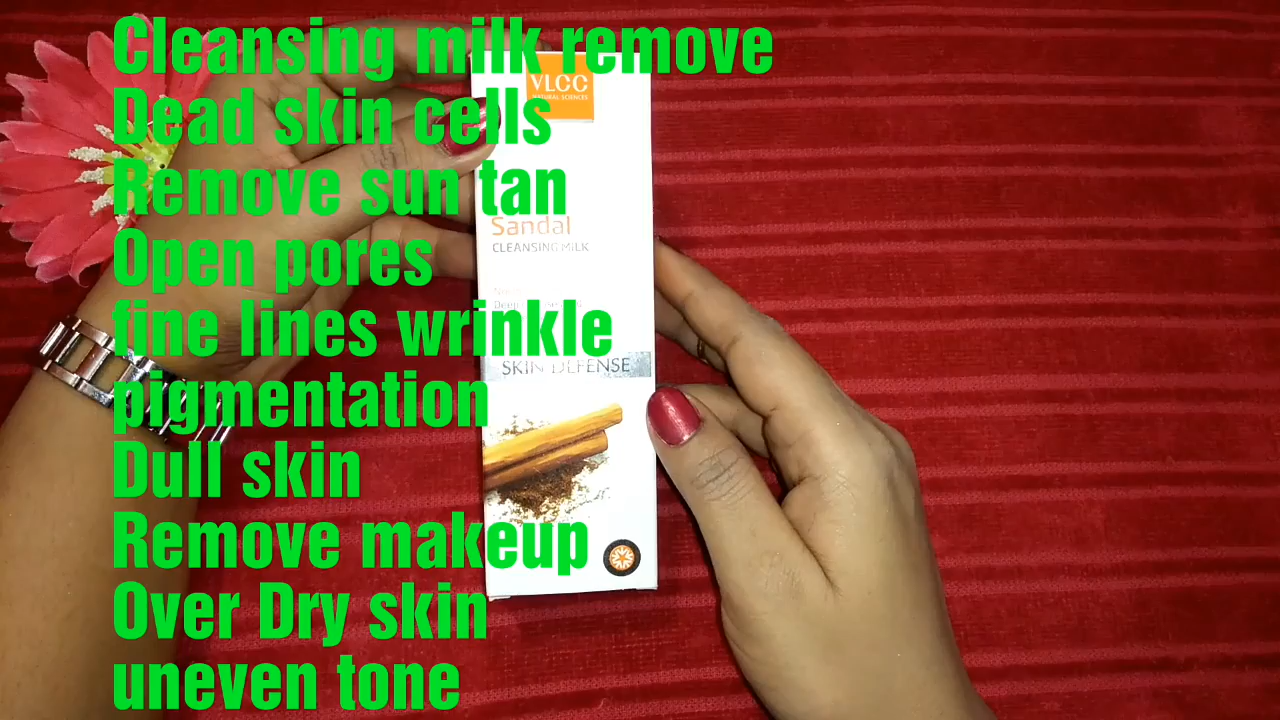 Cleansing milk remove
Dead skin cells
Remove sun tan
Open pores
fine lines wrinkle
pigmentation
Dull skin
Remove makeup
Over Dry skin
uneven tone
VLCC
NATURAL SCIENCES
Sandal
CLEANSING MILK
SKIN DEFENSE